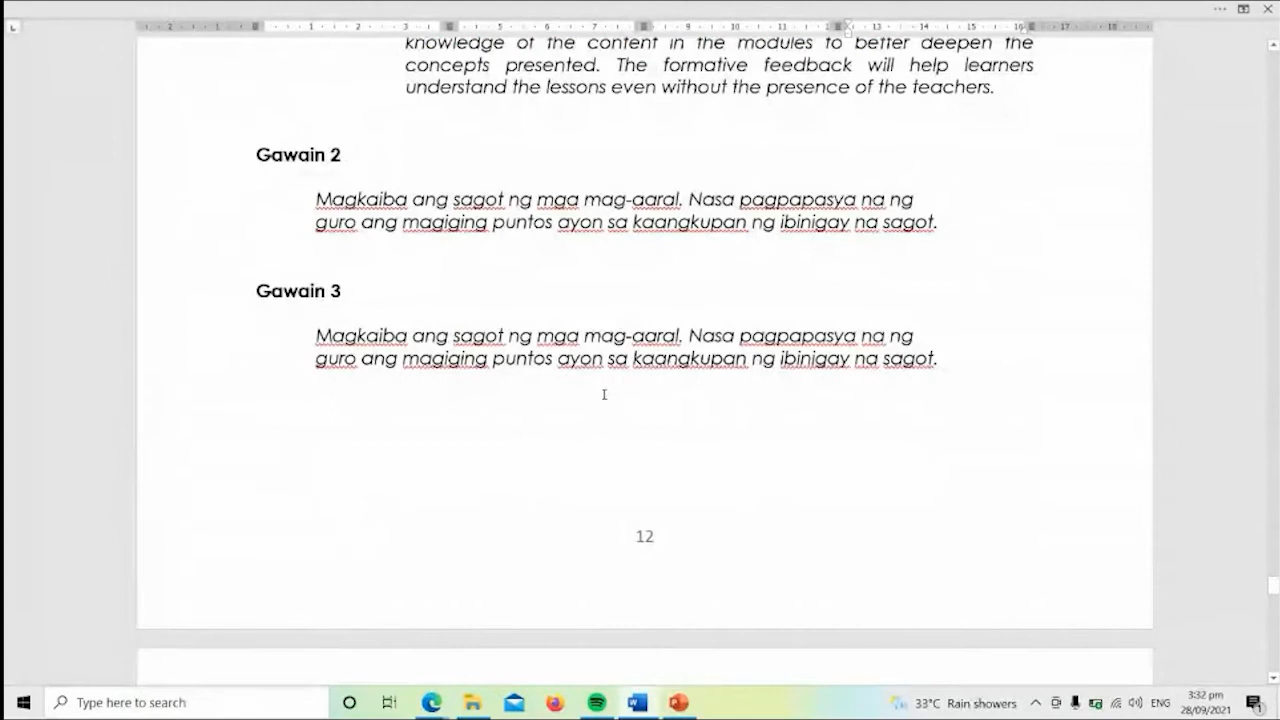 knowledge of the content in the modules to better deepen the
concepts presented. The formative feedback will help learners
understand the lessons even without the presence of the teachers.
Gawain 2
Magkaiba ang sagot ng mga mag-aaral. Nasa pagpapasya na ng
guro ang magiging puntos ayon sa kaangkupan ng ibinigay na sagot.
Gawain 3
Magkaiba ang sagot ng mga mag-aaral. Nasa pagpapasya na ng
guro ang magiging puntos ayon sa kaangkupan ng ibinigay na sagot.
12
Type here to search
33°C Rain showers
ENG
3:32 pm
28/09/2021